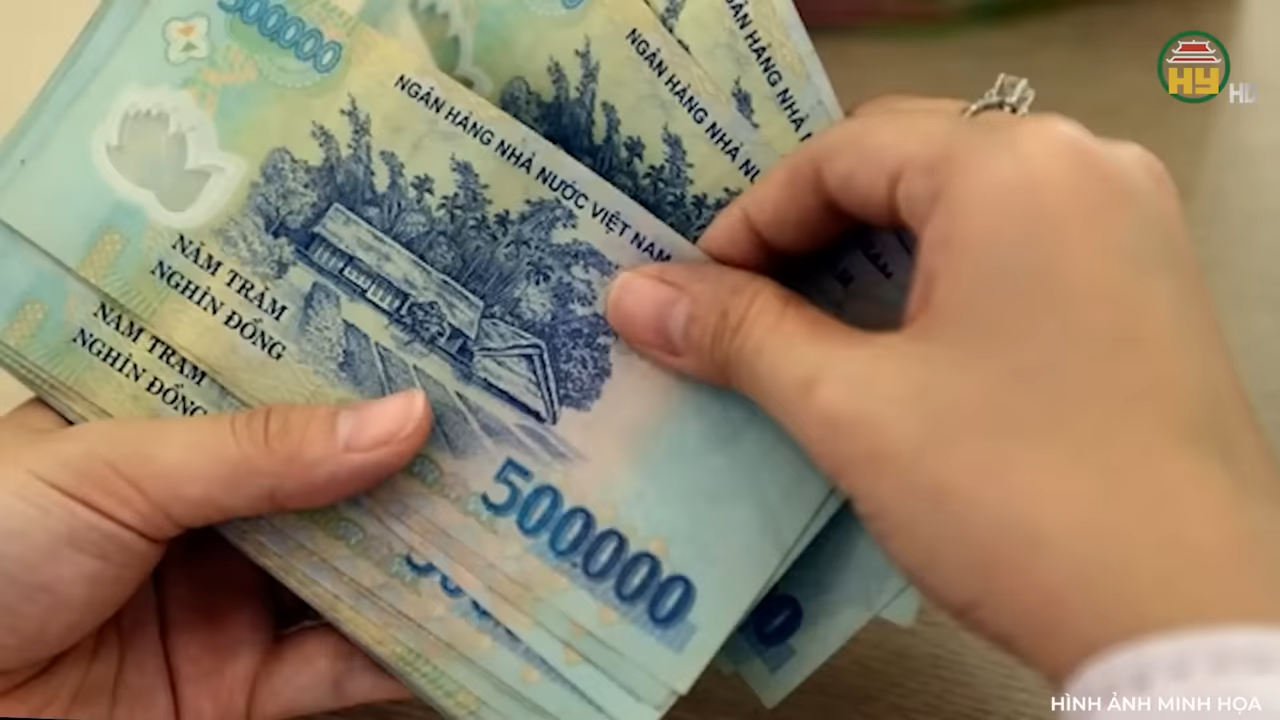 500000
NGÂN HÀNG NHÀ NƯỚC VIỆT NAM
NGÂN HÀNG NHÀ
NGÂN HÀNG NHÀ
NĂM TRĂM
NGHÌN ĐỒNG
NĂM TRĂM
NGHÌN ĐỒNG
500000
HY HD
HÌNH ẢNH MINH HỌA